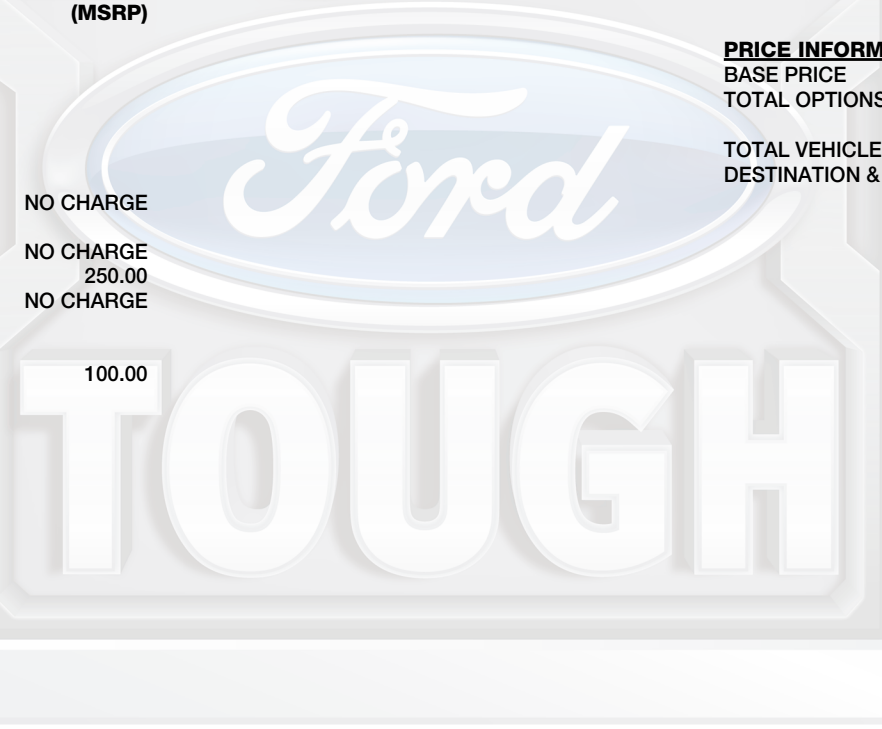 (MSRP)
NO CHARGE
NO CHARGE
250.00
NO CHARGE
100.00
PRICE INFORM
BASE PRICE
TOTAL OPTIONS
TOTAL VEHICLE
DESTINATION &
Ford
TOUGH